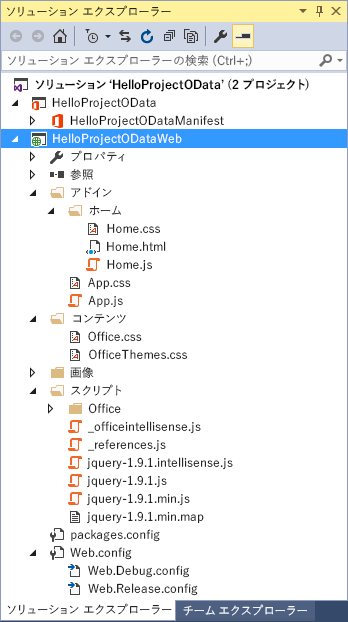 ソリューション エクスプローラー
ソリューション エクスプローラーの検索 (Ctrl+;)
ソリューション 'HelloProjectOData' (2 プロジェクト)
HelloProjectOData
HelloProjectODataManifest
HelloProjectODataWeb
プロパティ
参照
アドイン
ホーム
Home.css
Home.html
Home.js
App.css
App.js
コンテンツ
Office.css
OfficeThemes.css
画像
スクリプト
Office
_officeintellisense.js
_references.js
jquery-1.9.1.intellisense.js
jquery-1.9.1.js
jquery-1.9.1.min.js
jquery-1.9.1.min.map
packages.config
Web.config
Web.Debug.config
Web.Release.config
ソリューション エクスプローラー チーム エクスプローラー